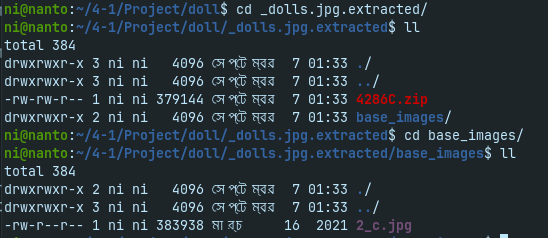 ni@nanto:~/4-1/Project/doll$ cd _dolls.jpg.extracted/
ni@nanto:~/4-1/Project/doll/_dolls.jpg.extracted$ ll
total 384
drwxrwxr-x 3 ni ni 4096 সেপ্টেম্বর 7 01:33 ./
drwxrwxr-x 3 ni ni 4096 সেপ্টেম্বর 7 01:33 ../
-rw-rw-r-- 1 ni ni 379144 সেপ্টেম্বর 7 01:33 4286C.zip
drwxrwxr-x 2 ni ni 4096 সেপ্টেম্বর 7 01:33 base_images/
ni@nanto:~/4-1/Project/doll/_dolls.jpg.extracted$ cd base_images/
ni@nanto:~/4-1/Project/doll/_dolls.jpg.extracted/base_images$ ll
total 384
drwxrwxr-x 2 ni ni 4096 সেপ্টেম্বর 7 01:33 ./
drwxrwxr-x 3 ni ni 4096 সেপ্টেম্বর 7 01:33 ../
-rw-r--r-- 1 ni ni 383938 মার্চ 16 2021 2_c.jpg